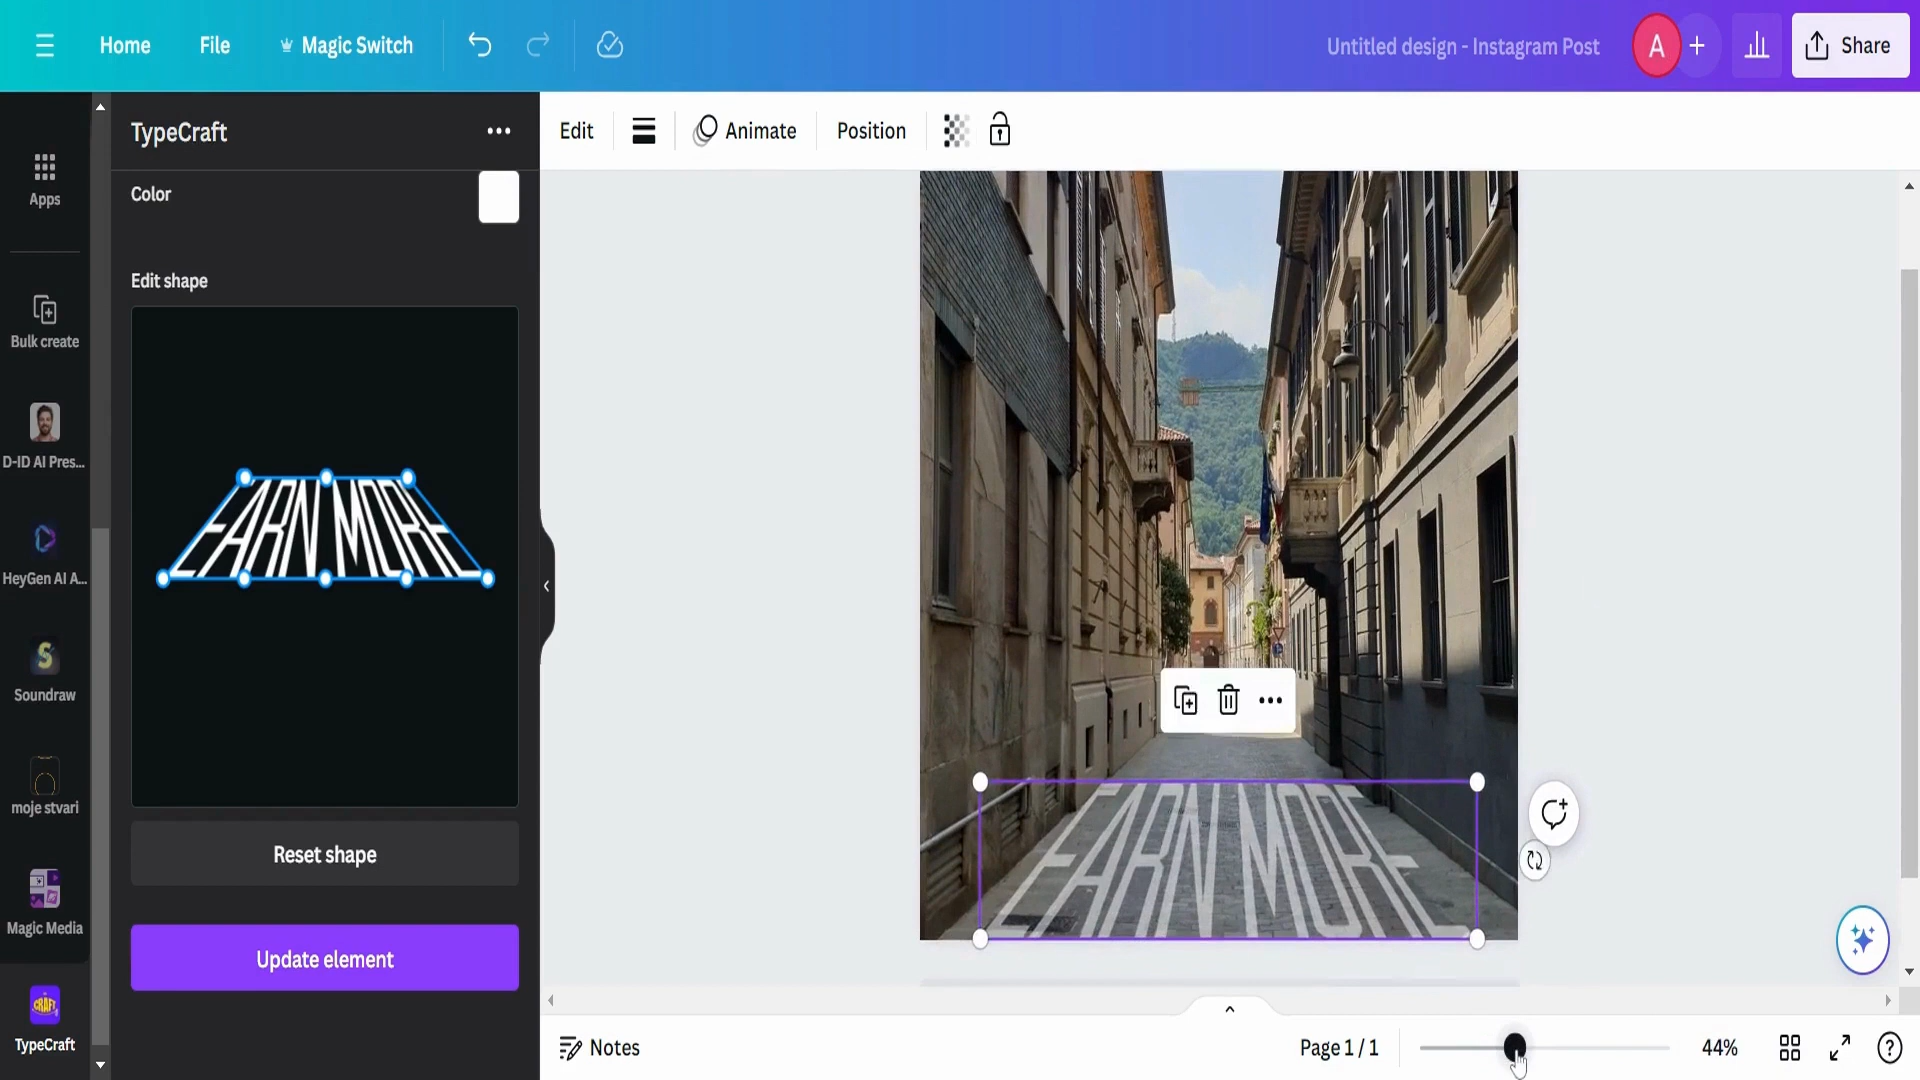 Home File Magic Switch Untitled design - Instagram Post A + Share
TypeCraft Edit Animate Position
Color
Edit shape
EARN MORE
Reset shape
Update element
Apps
Bulk create
D-ID AI Pres...
HeyGen AI A...
S
Soundraw
moje stvari
Magic Media
CRAFT
TypeCraft
EARN MORE
Notes Page 1 / 1 44% ?